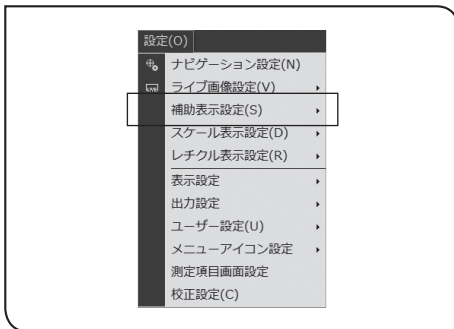 設定(O)
ナビゲーション設定(N)
ライブ画像設定(V)
補助表示設定(S)
スケール表示設定(D)
レチクル表示設定(R)
表示設定
出力設定
ユーザー設定(U)
メニューアイコン設定
測定項目画面設定
校正設定(C)